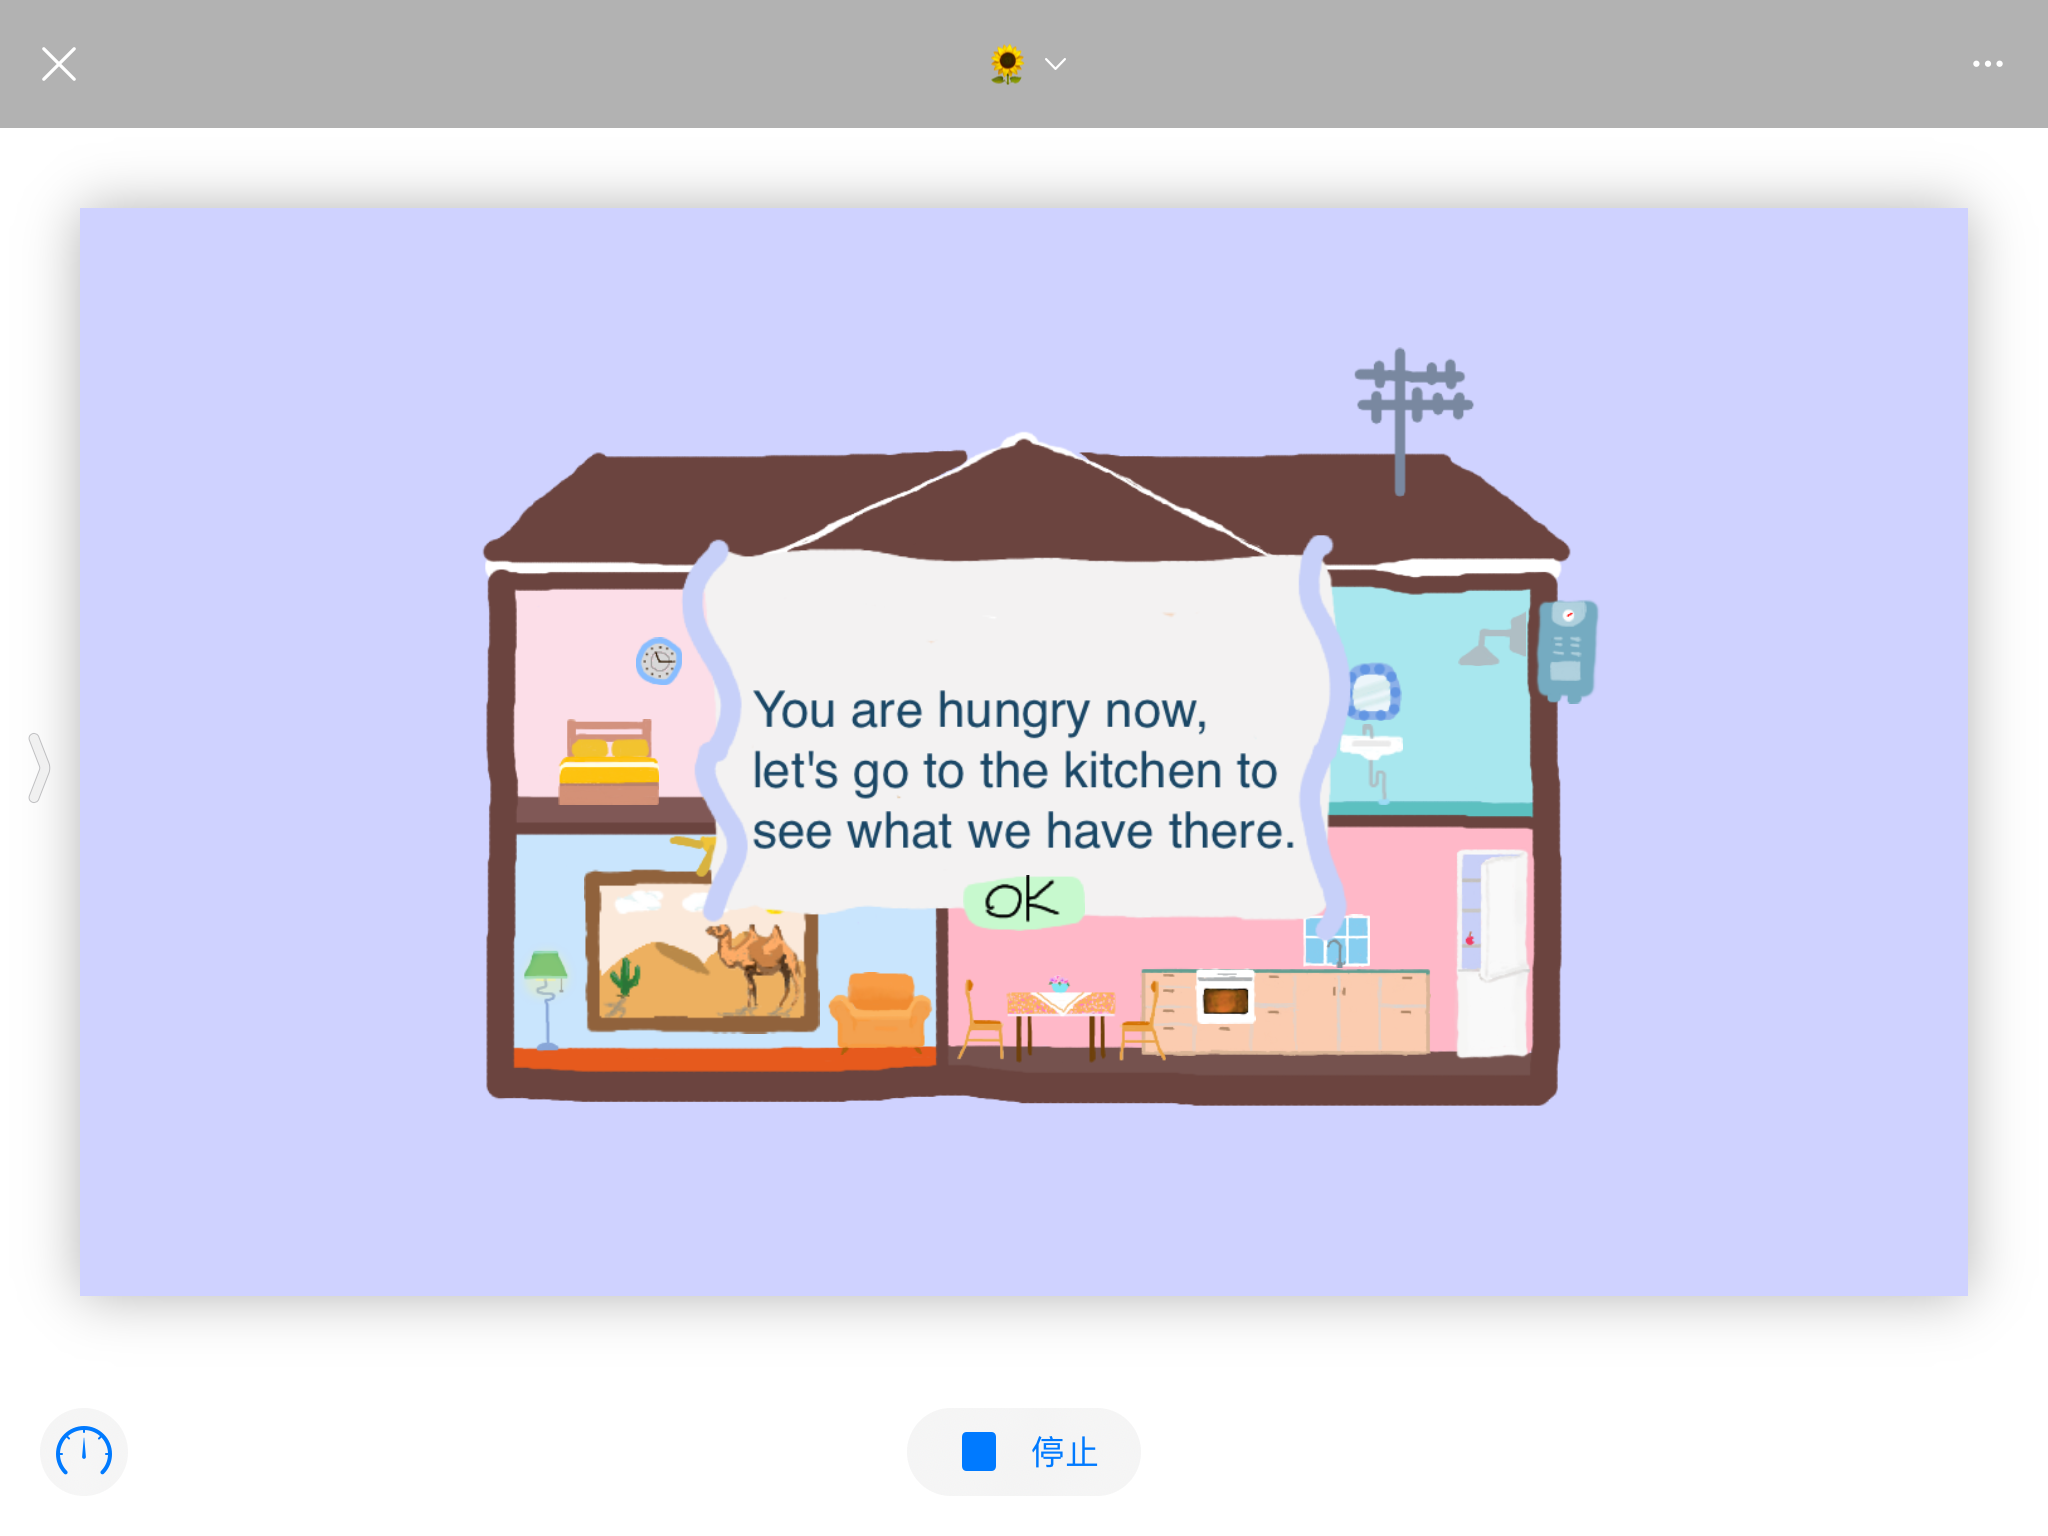 You are hungry now,
let's go to the kitchen to
see what we have there.
OK
停止